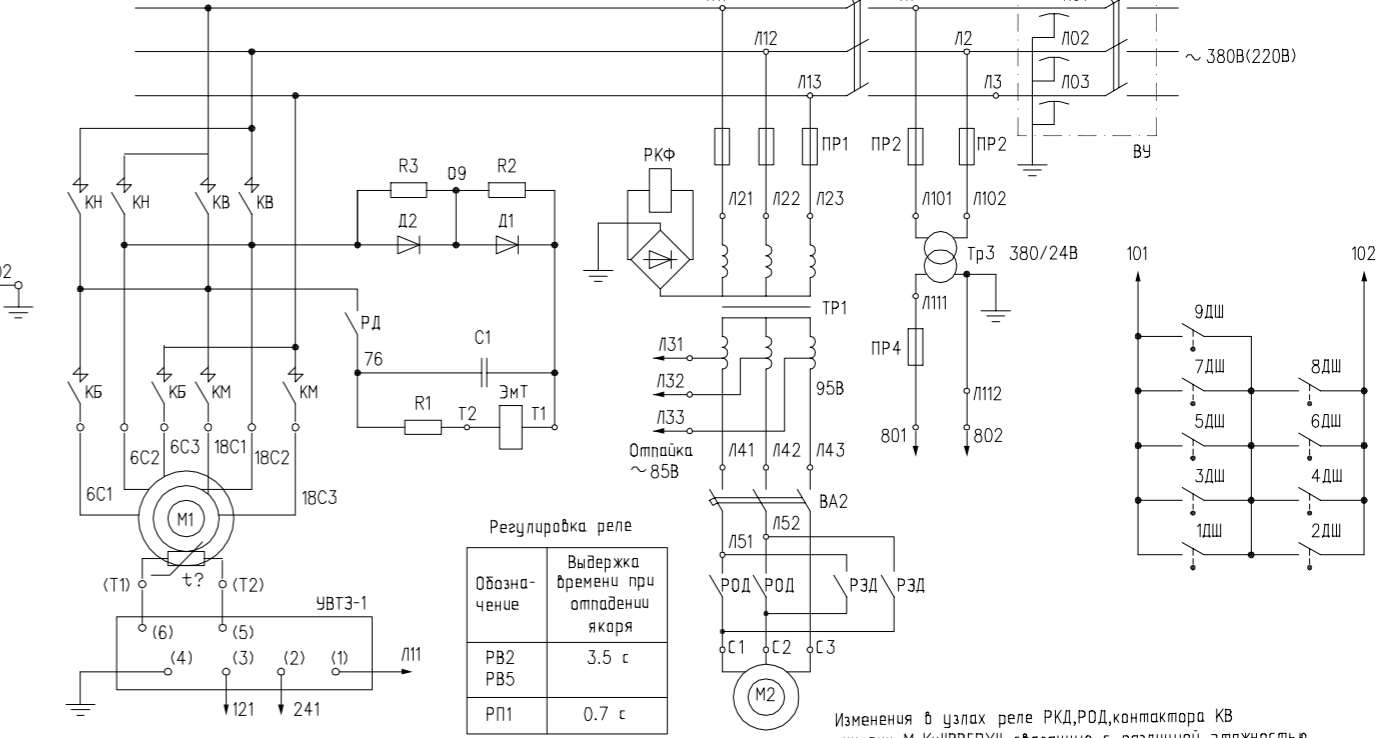 Л12
Л2
Л02
~ 380В(220В)
Л13
Л3
Л03
ВУ
КН
КН
КВ
КВ
R3
D9
R2
Д2
Д1
РКФ
ПР1
ПР2
ПР2
Л21
Л22
Л23
Л101
Л102
Тр3 380/24В
101
102
РД
76
C1
ТР1
Л111
ПР4
9ДШ
7ДШ
8ДШ
5ДШ
6ДШ
3ДШ
4ДШ
1ДШ
2ДШ
Л31
Л32
Л33
95В
Л112
801
802
КБ
КБ
КМ
КМ
R1
T2
ЭмТ
T1
Отпайка
~ 85В
Л41
Л42
Л43
6С1
6С2
6С3
18С1
18С2
18С3
М1
ВА2
Л51
Л52
РОД
РОД
РЗД
РЗД
С1
С2
С3
М2
t?
(Т1)
(Т2)
УВТЗ-1
(6)
(5)
(4)
(3)
(2)
(1)
Л11
121
241
Регулировка реле
Обозна-
чение
Выдержка
времени при
отпадении
якоря
РВ2
РВ5
3.5 с
РП1
0.7 с
Изменения в узлах реле РКД,РОД,контактора КВ